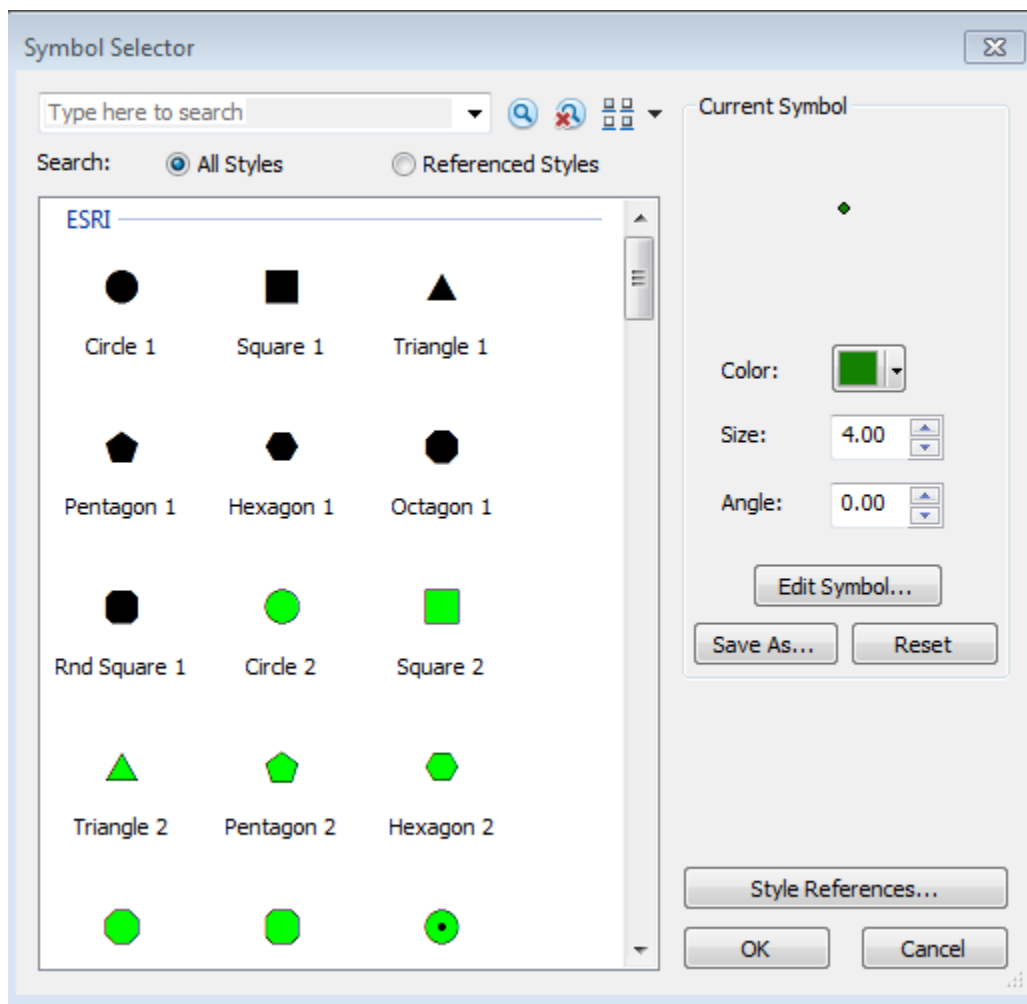 Symbol Selector
Type here to search
Search: All Styles Referenced Styles
ESRI
Circle 1 Square 1 Triangle 1
Pentagon 1 Hexagon 1 Octagon 1
Rnd Square 1 Circle 2 Square 2
Triangle 2 Pentagon 2 Hexagon 2
Current Symbol
Color:
Size: 4.00
Angle: 0.00
Edit Symbol...
Save As... Reset
Style References...
OK Cancel